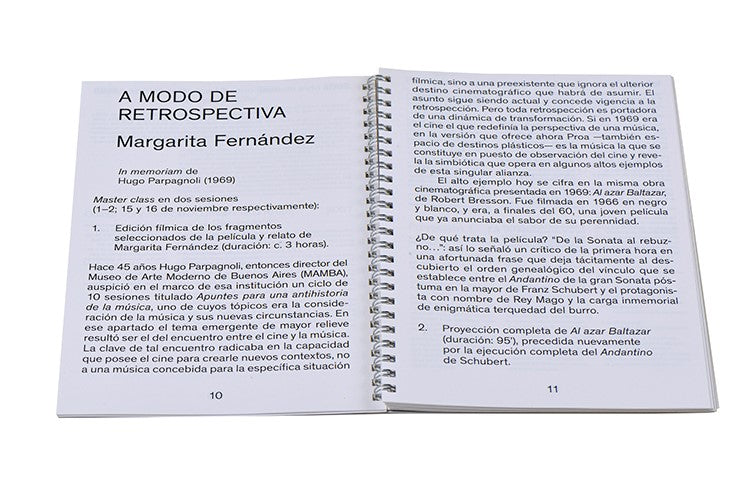 A MODO DE
RETROSPECTIVA
Margarita Fernández
In memoriam de
Hugo Parpagnoli (1969)
Master class en dos sesiones
(1–2; 15 y 16 de noviembre respectivamente):
1. Edición fílmica de los fragmentos
seleccionados de la película y relato de
Margarita Fernández (duración: c. 3 horas).
Hace 45 años Hugo Parpagnoli, entonces director del
Museo de Arte Moderno de Buenos Aires (MAMBA),
auspició en el marco de esa institución un ciclo de
10 sesiones titulado Apuntes para una antihistoria
de la música, uno de cuyos tópicos era la conside-
ración de la música y sus nuevas circunstancias. En
ese apartado el tema emergente de mayor relieve
resultó ser el del encuentro entre el cine y la música.
La clave de tal encuentro radicaba en la capacidad
que posee el cine para crearle nuevos contextos, no
a una música concebida para la específica situación
10
fílmica, sino a una preexistente que ignora el ulterior
destino cinematográfico que habrá de asumir. El
asunto sigue siendo actual y concede vigencia a la
retrospección. Pero toda retrospección es portadora
de una dinámica de transformación. Si en 1969 era
el cine el que redefinía la perspectiva de una música,
en la versión que ofrece ahora Proa —también es-
pacio de destinos plásticos— es la música la que se
constituye en puesto de observación del cine y reve-
la la simbiótica que opera en algunos altos ejemplos
de esta singular alianza.
El alto ejemplo hoy se cifra en la misma obra
cinematográfica presentada en 1969: Al azar Baltazar,
de Robert Bresson. Fue filmada en 1966 en negro
y blanco, y era, a finales del 60, una joven película
que ya anunciaba el sabor de su perennidad.
¿De qué trata la película? "De la Sonata al rebuz-
no…": así lo señaló un crítico de la primera hora en
una afortunada frase que deja tácitamente al des-
cubierto el orden genealógico del vínculo que se
establece entre el Andantino de la gran Sonata pós-
tuma en la mayor de Franz Schubert y el protagonis-
ta con nombre de Rey Mago y la carga inmemorial
de enigmática terquedad del burro.
2. Proyección completa de Al azar Baltazar
(duración: 95’), precedida nuevamente
por la ejecución completa del Andantino
de Schubert.
11